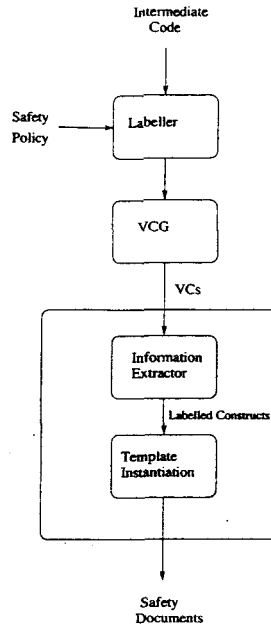 Intermediate
Code
Safety
Policy
Labeller
VCG
VCs
Information
Extractor
Labelled Constructs
Template
Instantiation
Safety
Documents